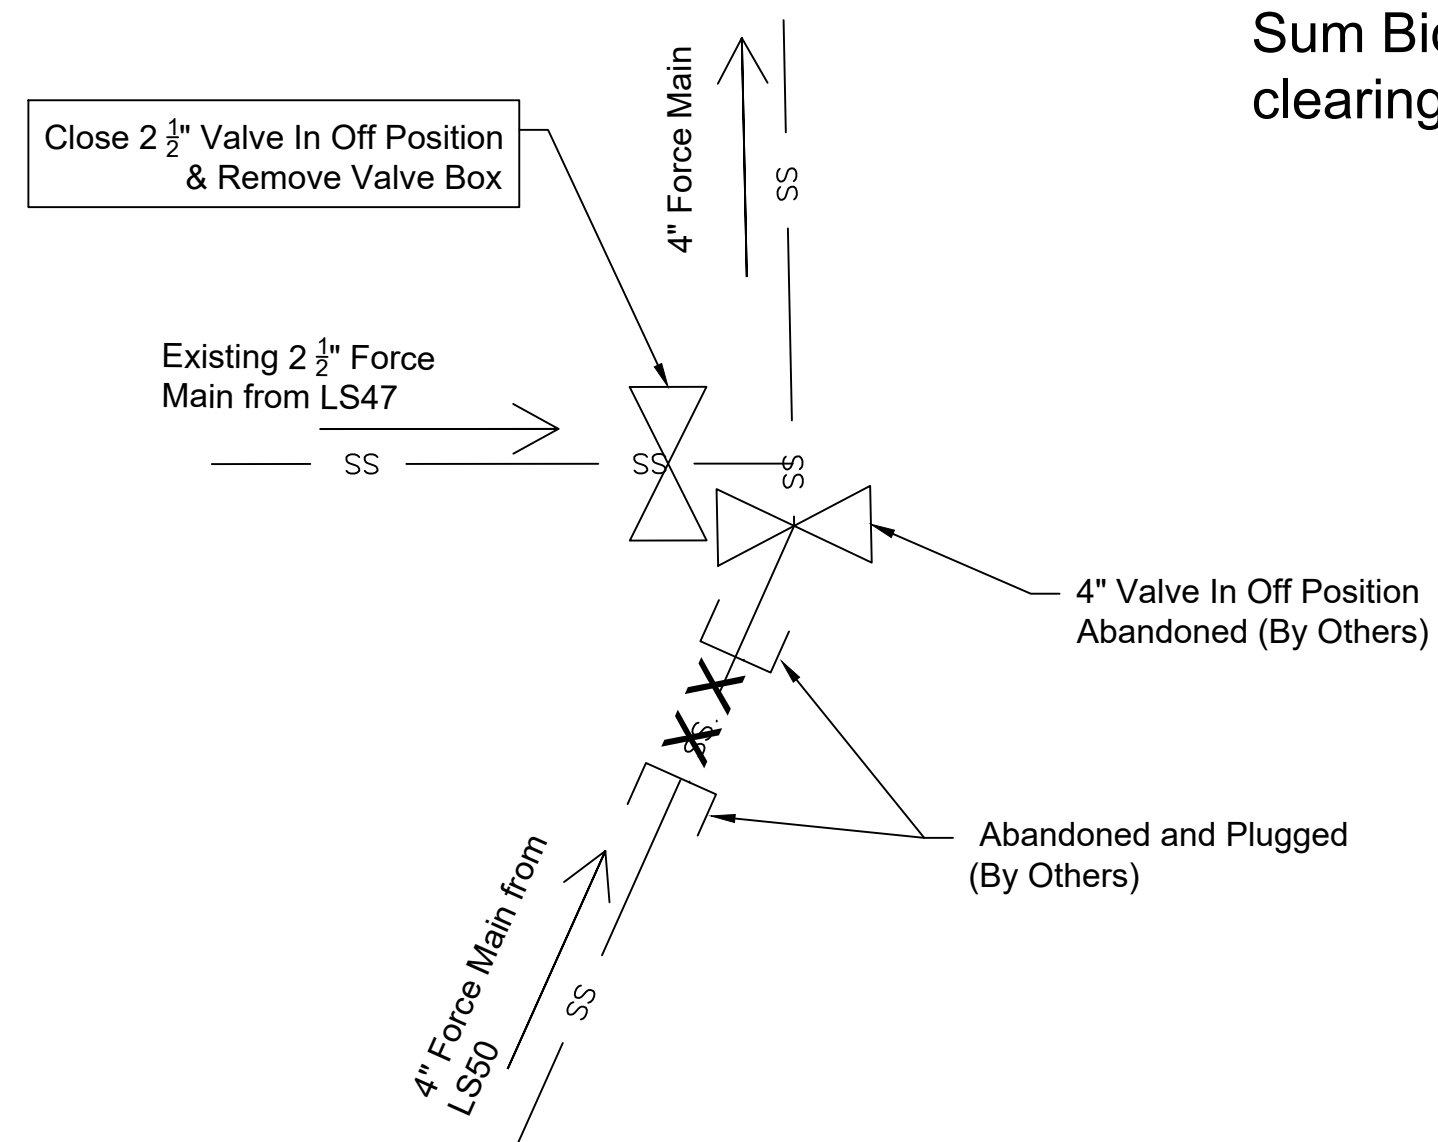 Sum
clearing
4" Force Main
SS
Close 2 1/2" Valve In Off Position
& Remove Valve Box
Existing 2 1/2" Force
Main from LS47
SS
SS
SS
4" Valve In Off Position
Abandoned (By Others)
X
X
SS
Abandoned and Plugged
(By Others)
4" Force Main from
LS50
SS